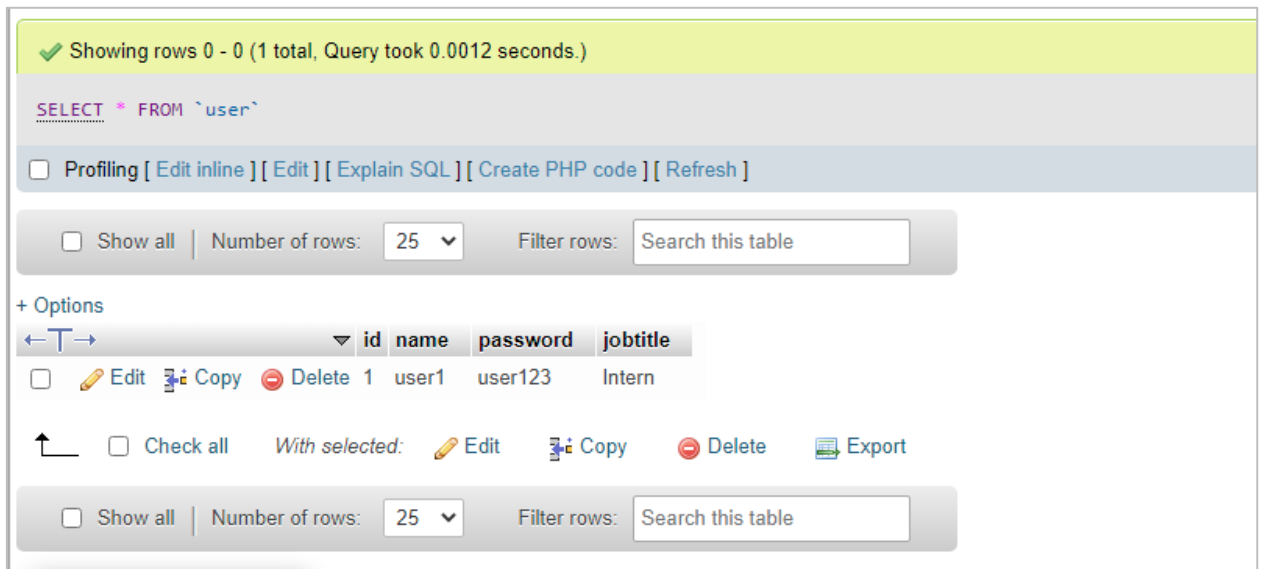 Showing rows 0 - 0 (1 total, Query took 0.0012 seconds.)
SELECT * FROM `user`
Profiling [ Edit inline ] [ Edit ] [ Explain SQL ] [ Create PHP code ] [ Refresh ]
Show all | Number of rows: 25 Filter rows: Search this table
+ Options
←T→ id name password jobtitle
Edit Copy Delete 1 user1 user123 Intern
Check all With selected: Edit Copy Delete Export
Show all | Number of rows: 25 Filter rows: Search this table